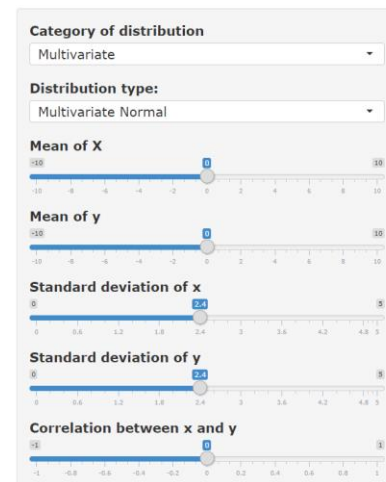 Category of distribution
Multivariate
Distribution type:
Multivariate Normal
Mean of X
-10 0 10
-10 -8 -6 -4 -2 0 2 4 6 8 10
Mean of y
-10 0 10
-10 -8 -6 -4 -2 0 2 4 6 8 10
Standard deviation of x
0 2.4 5
0 0.6 1.2 1.8 2.4 3 3.6 4.2 4.8 5
Standard deviation of y
0 2.4 5
0 0.6 1.2 1.8 2.4 3 3.6 4.2 4.8 5
Correlation between x and y
-1 0 1
-1 -0.8 -0.6 -0.4 -0.2 0 0.2 0.4 0.6 0.8 1